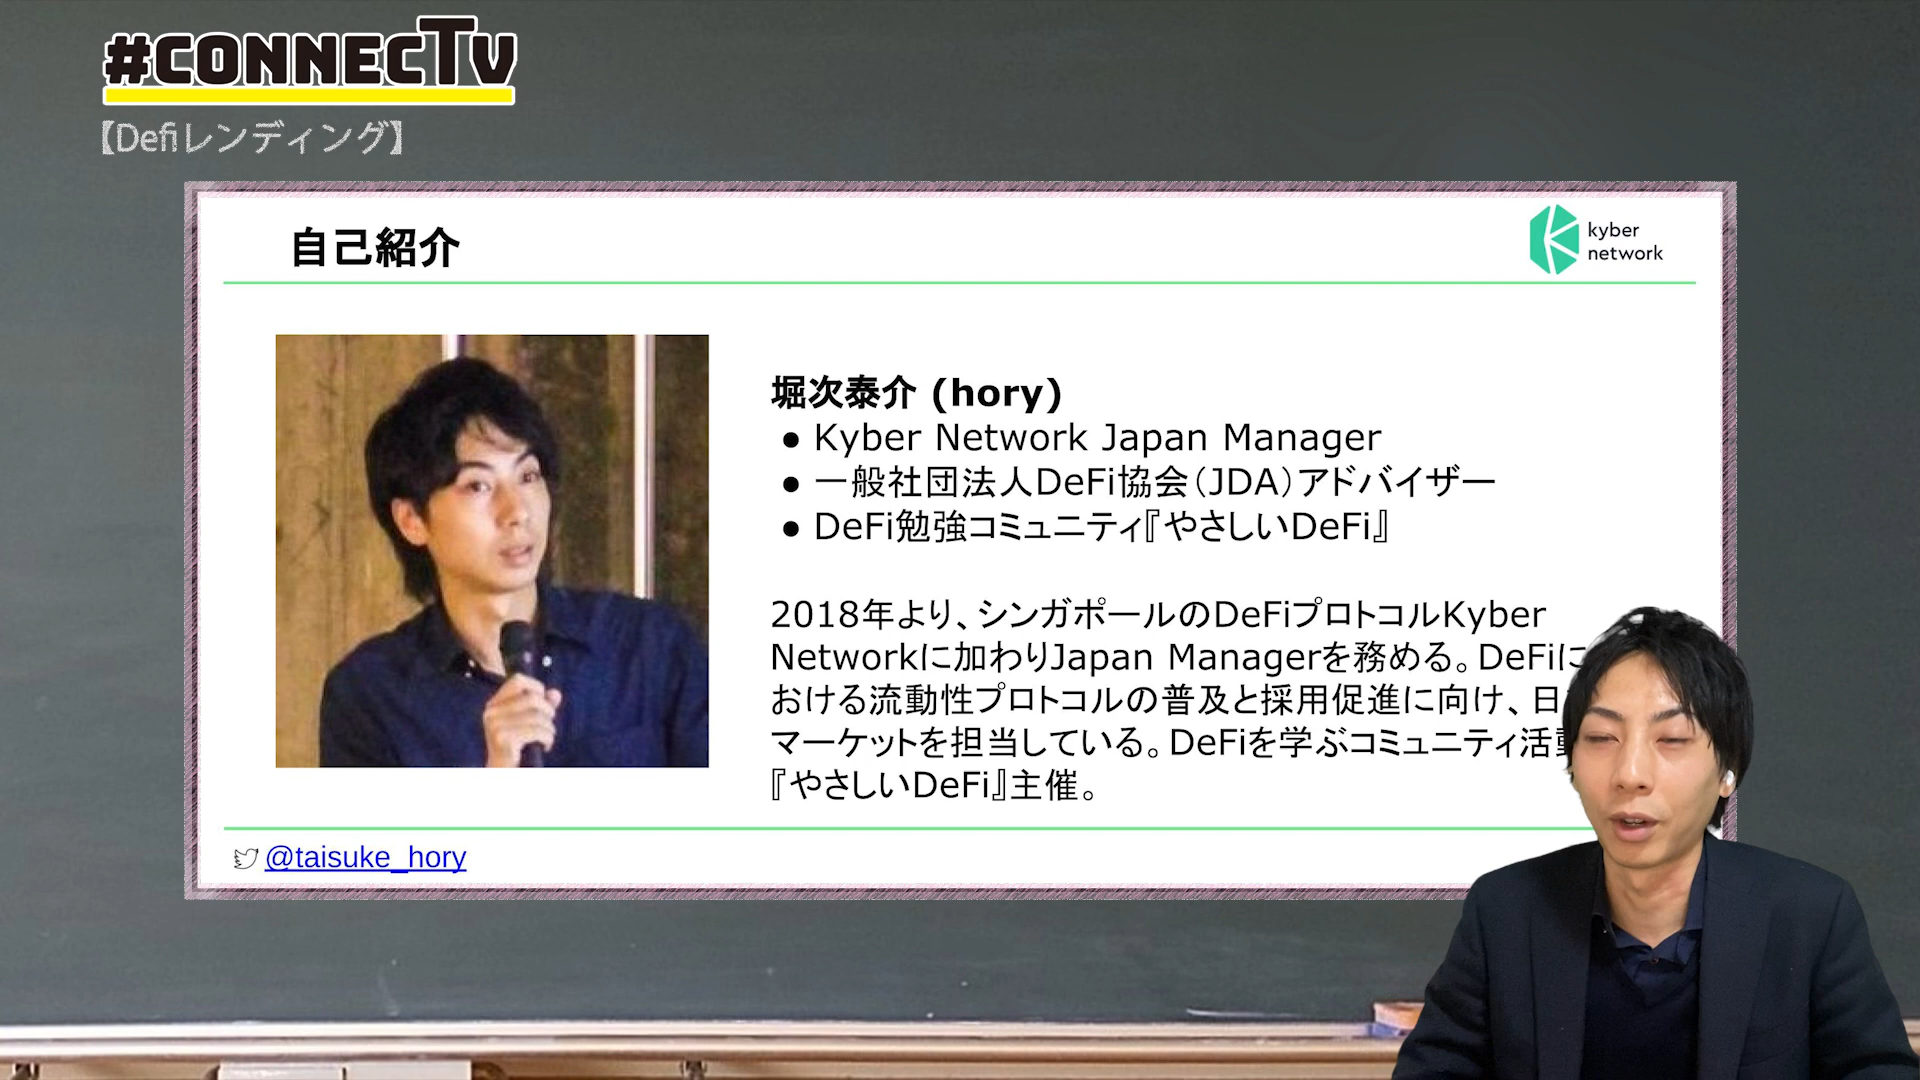 #CONNECTV
【Defiレンディング】
自己紹介
kyber
network
堀次泰介 (hory)
● Kyber Network Japan Manager
● 一般社団法人DeFi協会（JDA）アドバイザー
● DeFi勉強コミュニティ『やさしいDeFi』
2018年より、シンガポールのDeFiプロトコルKyber
Networkに加わりJapan Managerを務める。DeFiに
おける流動性プロトコルの普及と採用促進に向け、日
マーケットを担当している。DeFiを学ぶコミュニティ活
『やさしいDeFi』主催。
@taisuke_hory